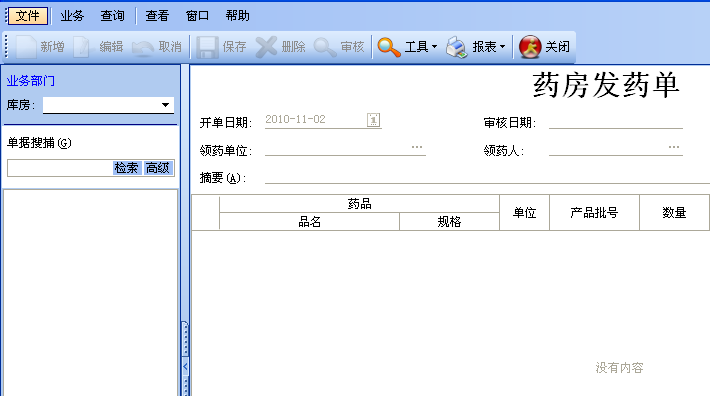 文件 业务 查询 查看 窗口 帮助
新增 编辑 取消 保存 删除 审核 工具 报表 关闭
业务部门
库房:
单据搜捕(G)
检索 高级
药房发药单
开单日期: 2010-11-02 1 审核日期:
领药单位: ... 领药人: ...
摘要(A):
药品
品名 规格 单位 产品批号 数量
没有内容